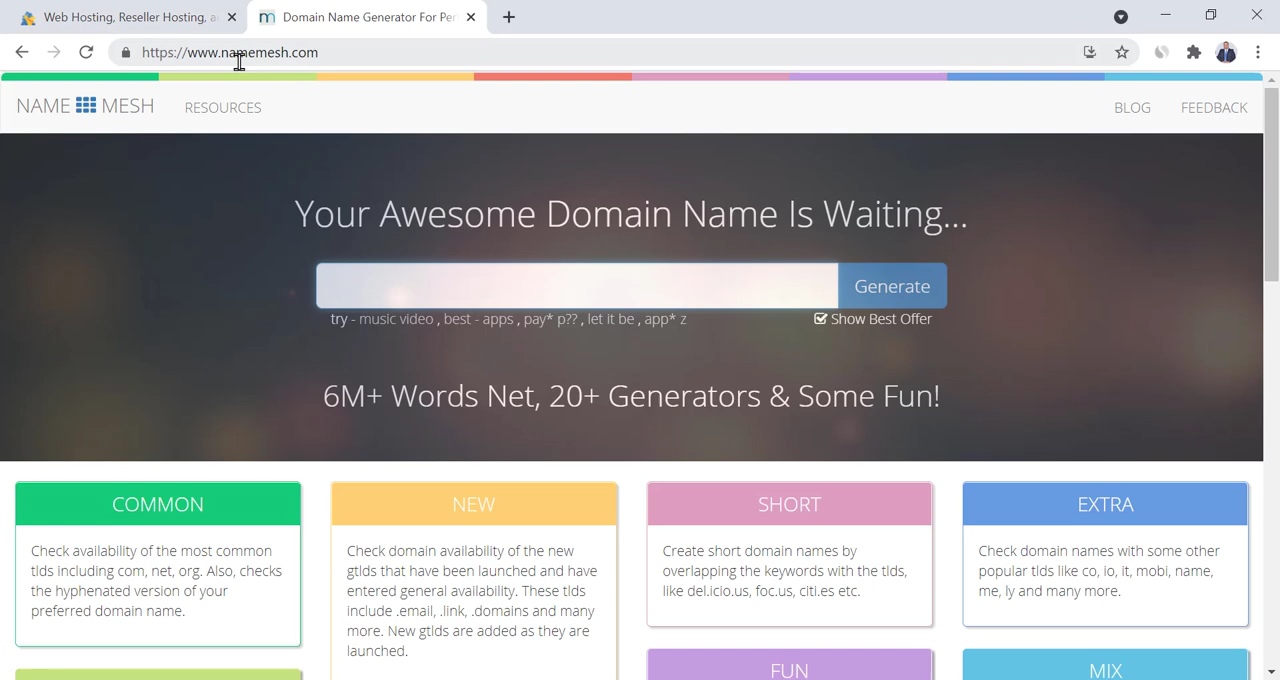 Web Hosting, Reseller Hosting, a
Domain Name Generator For Per
https://www.namemesh.com
NAME MESH
RESOURCES
BLOG
FEEDBACK
Your Awesome Domain Name Is Waiting...
Generate
try - music video , best - apps , pay* p?? , let it be , app* z
Show Best Offer
6M+ Words Net, 20+ Generators & Some Fun!
COMMON
Check availability of the most common
tlds including com, net, org. Also, checks
the hyphenated version of your
preferred domain name.
NEW
Check domain availability of the new
gtlds that have been launched and have
entered general availability. These tlds
include .email, .link, .domains and many
more. New gtlds are added as they are
launched.
SHORT
Create short domain names by
overlapping the keywords with the tlds,
like del.icio.us, foc.us, citi.es etc.
EXTRA
Check domain names with some other
popular tlds like co, io, it, mobi, name,
me, ly and many more.
FUN
MIX